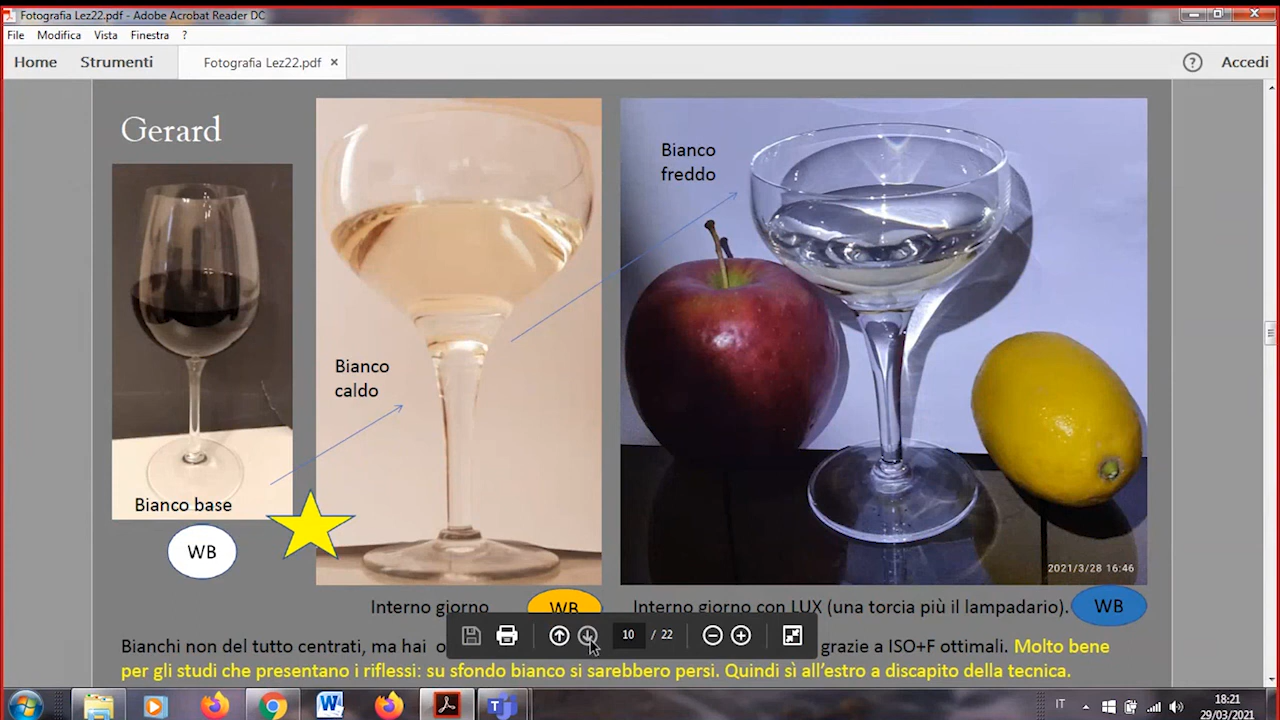 Fotografia Lez22.pdf - Adobe Acrobat Reader DC
File Modifica Vista Finestra ?
Home Strumenti Fotografia Lez22.pdf × ? Accedi
Gerard
Bianco
freddo
Bianco
caldo
Bianco base
WB
2021/3/28 16:46
Interno giorno WB
Interno giorno con LUX (una torcia più il lampadario). WB
10 / 22
Bianchi non del tutto centrati, ma hai grazie a ISO+F ottimali. Molto bene
per gli studi che presentano i riflessi: su sfondo bianco si sarebbero persi. Quindi sì all'estro a discapito della tecnica.
IT
18:21
29/03/2021